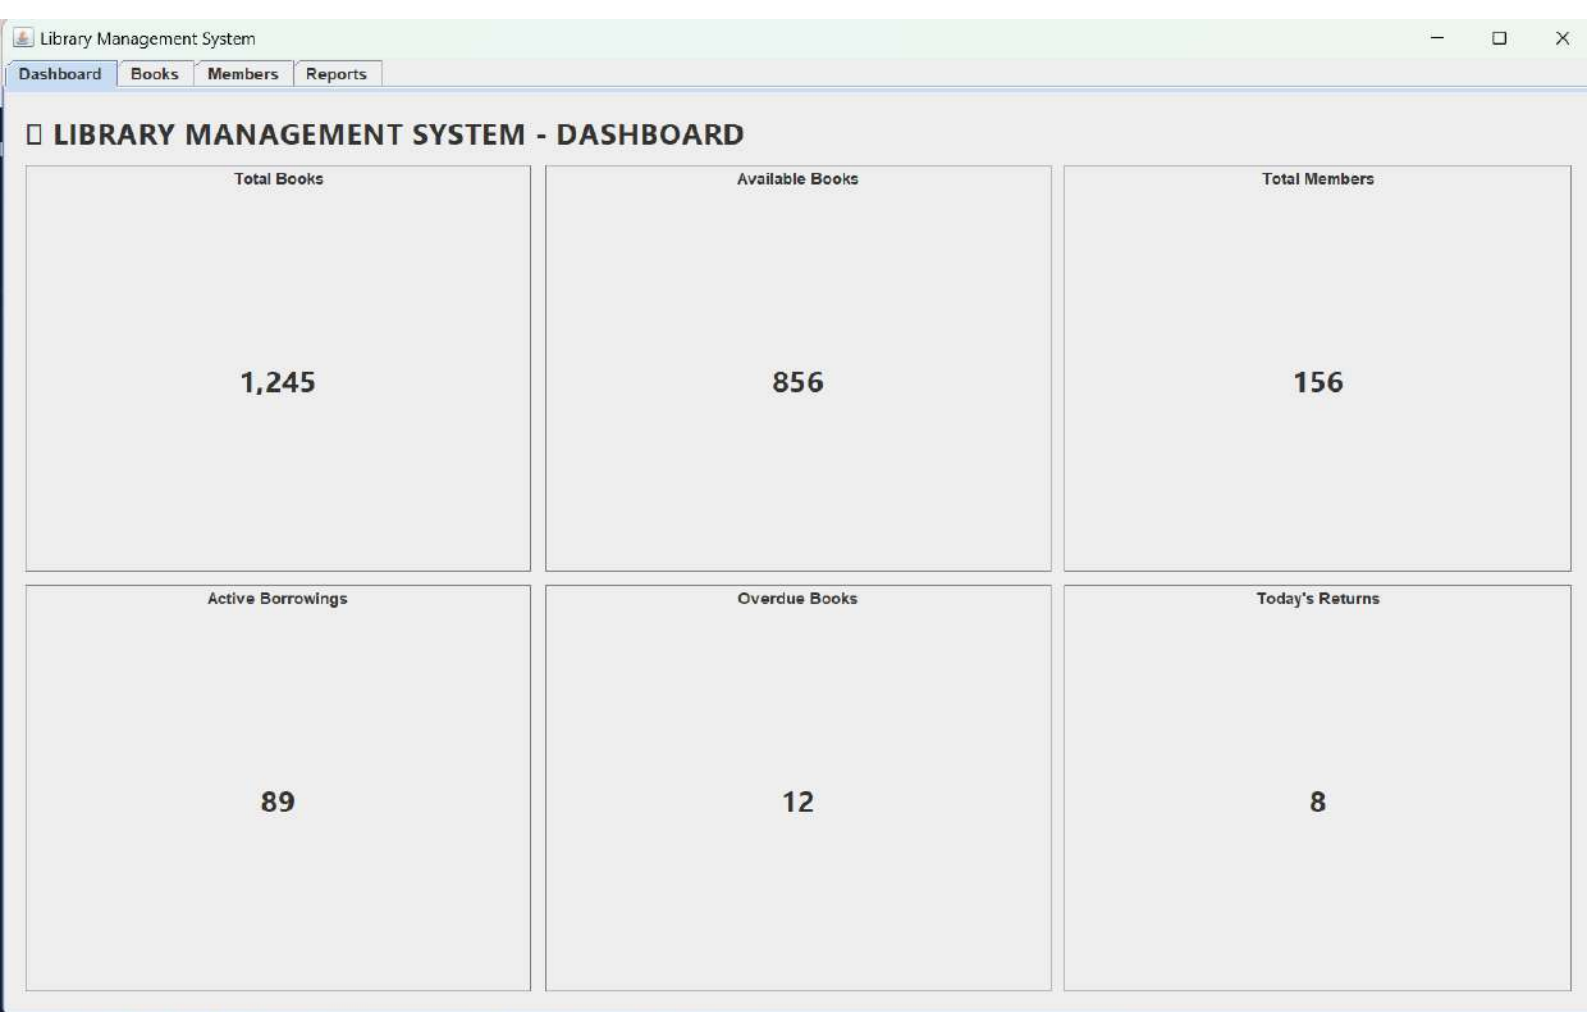 Library Management System
Dashboard Books Members Reports
▯ LIBRARY MANAGEMENT SYSTEM - DASHBOARD
Total Books Available Books Total Members
1,245 856 156
Active Borrowings Overdue Books Today's Returns
89 12 8